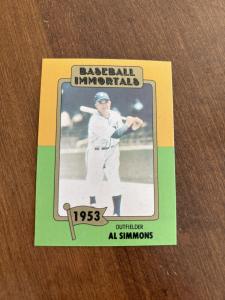 BASEBALL
IMMORTALS
1953
OUTFIELDER
AL SIMMONS